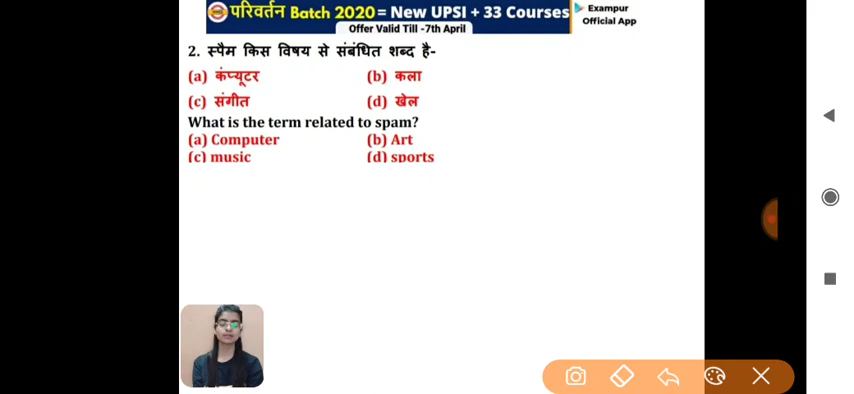 परिवर्तन Batch 2020 = New UPSI + 33 Courses
Offer Valid Till -7th April
Exampur
Official App
2. स्पैम किस विषय से संबंधित शब्द है-
(a) कंप्यूटर (b) कला
(c) संगीत (d) खेल
What is the term related to spam?
(a) Computer (b) Art
(c) music (d) sports